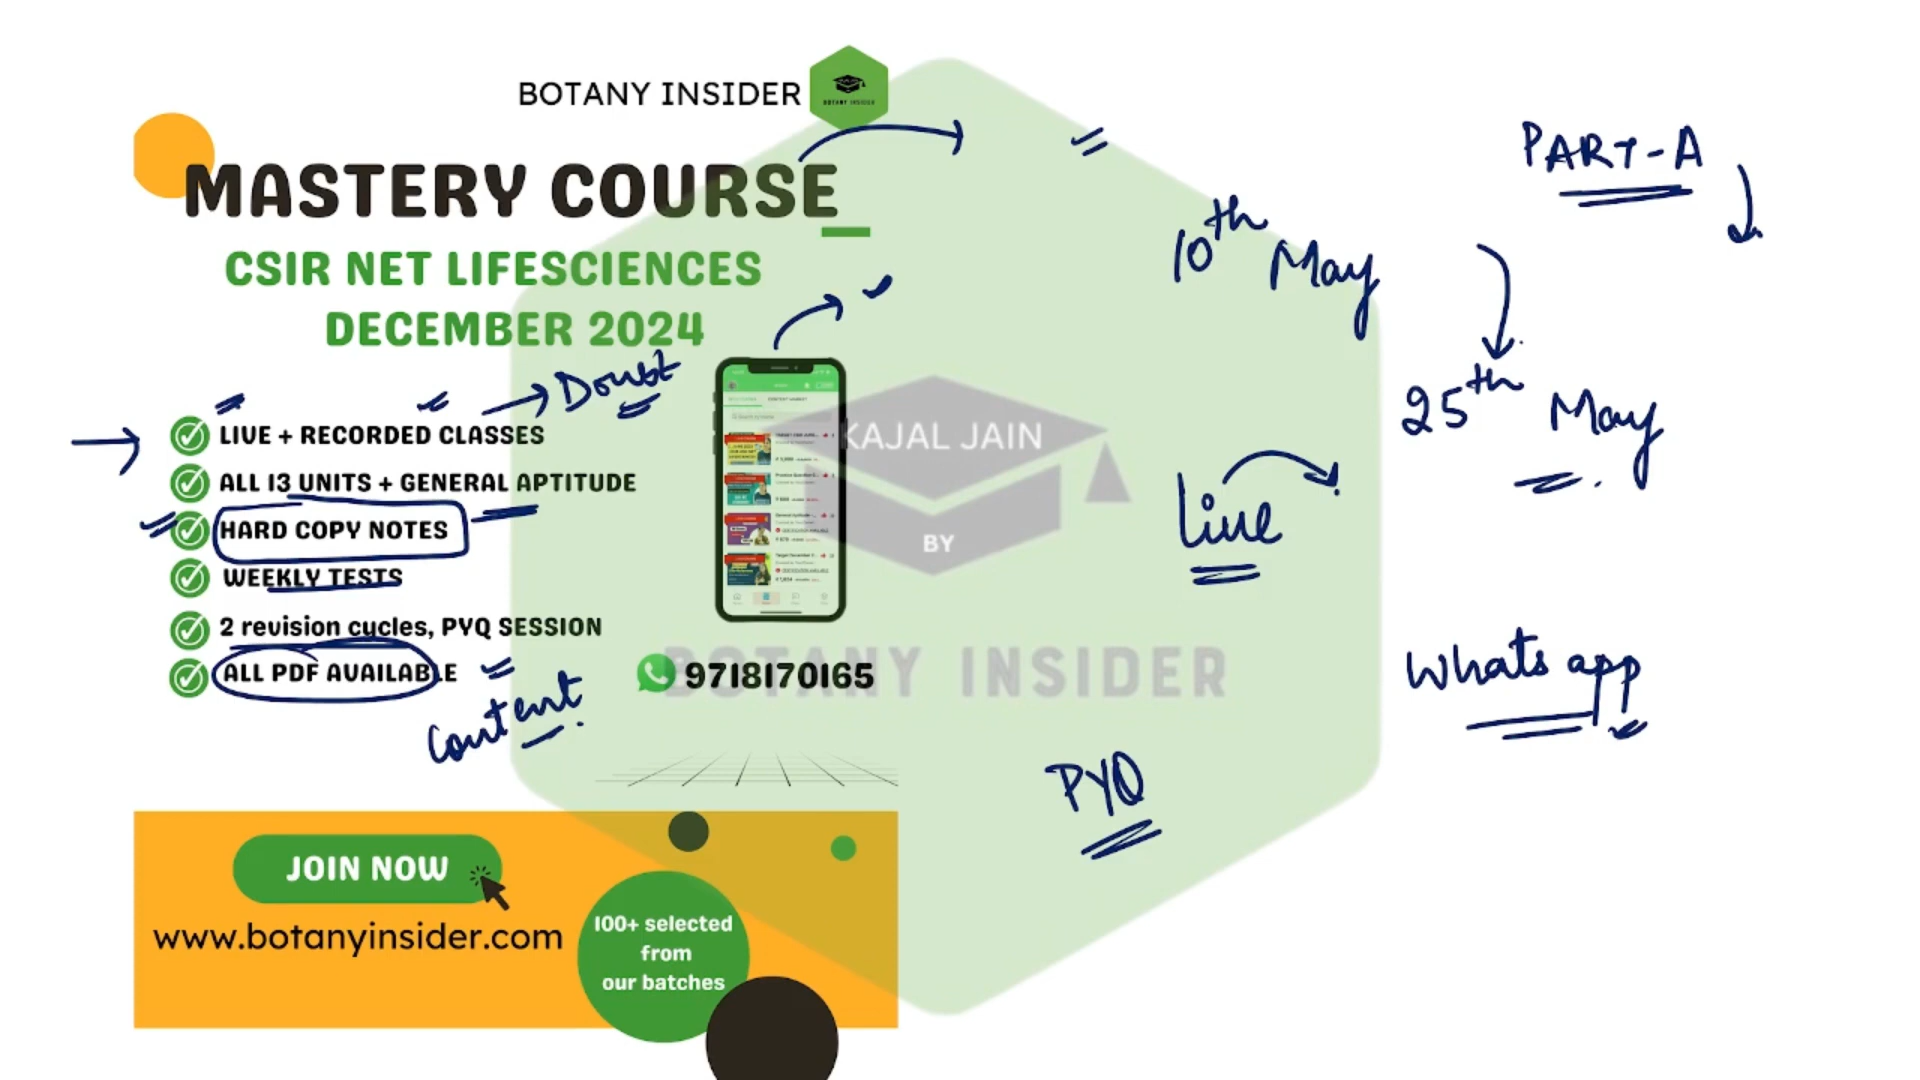 BOTANY INSIDER
MASTERY COURSE
CSIR NET LIFESCIENCES
DECEMBER 2024
Doubt
LIVE + RECORDED CLASSES
ALL 13 UNITS + GENERAL APTITUDE
HARD COPY NOTES
WEEKLY TESTS
2 revision cycles, PYQ SESSION
ALL PDF AVAILABLE
Content
9718170165
JOIN NOW
www.botanyinsider.com
100+ selected
from
our batches
KAJAL JAIN
BY
BOTANY INSIDER
PART-A
10th May
25th May
Live
Whats app
PYQ